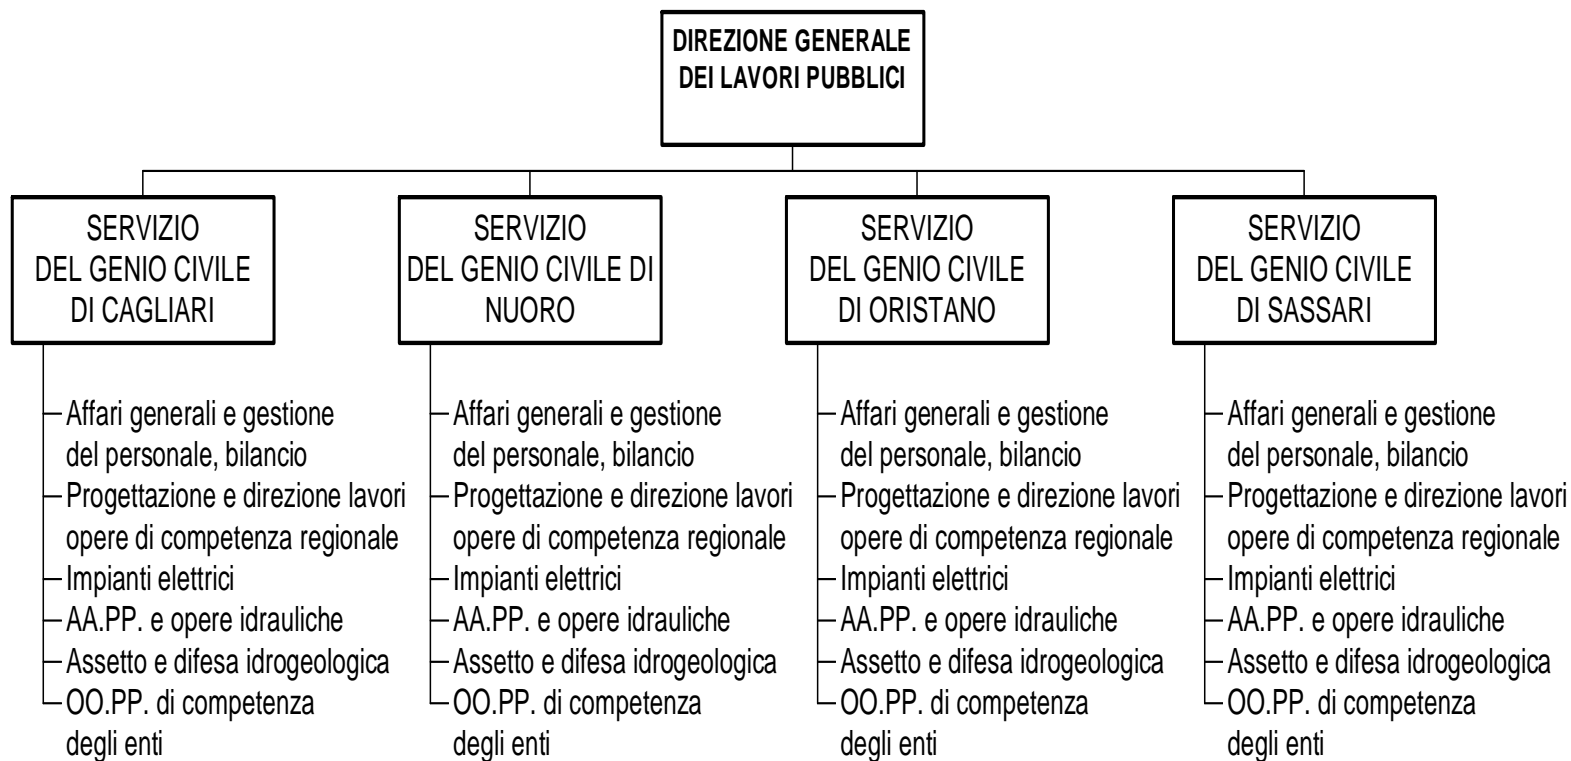 DIREZIONE GENERALE
DEI LAVORI PUBBLICI
SERVIZIO
DEL GENIO CIVILE
DI CAGLIARI
Affari generali e gestione
del personale, bilancio
Progettazione e direzione lavori
opere di competenza regionale
Impianti elettrici
AA.PP. e opere idrauliche
Assetto e difesa idrogeologica
OO.PP. di competenza
degli enti
SERVIZIO
DEL GENIO CIVILE DI
NUORO
Affari generali e gestione
del personale, bilancio
Progettazione e direzione lavori
opere di competenza regionale
Impianti elettrici
AA.PP. e opere idrauliche
Assetto e difesa idrogeologica
OO.PP. di competenza
degli enti
SERVIZIO
DEL GENIO CIVILE
DI ORISTANO
Affari generali e gestione
del personale, bilancio
Progettazione e direzione lavori
opere di competenza regionale
Impianti elettrici
AA.PP. e opere idrauliche
Assetto e difesa idrogeologica
OO.PP. di competenza
degli enti
SERVIZIO
DEL GENIO CIVILE
DI SASSARI
Affari generali e gestione
del personale, bilancio
Progettazione e direzione lavori
opere di competenza regionale
Impianti elettrici
AA.PP. e opere idrauliche
Assetto e difesa idrogeologica
OO.PP. di competenza
degli enti